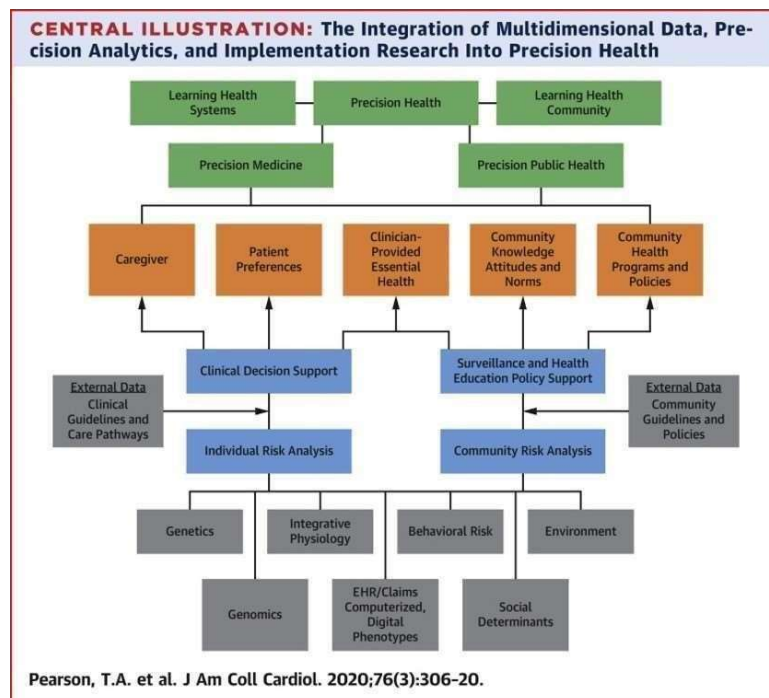 CENTRAL ILLUSTRATION: The Integration of Multidimensional Data, Pre-
cision Analytics, and Implementation Research Into Precision Health
Learning Health
Systems
Precision Health
Learning Health
Community
Precision Medicine
Precision Public Health
Caregiver
Patient
Preferences
Clinician-
Provided
Essential
Health
Community
Knowledge
Attitudes and
Norms
Community
Health
Programs and
Policies
Clinical Decision Support
Surveillance and Health
Education Policy Support
External Data
Clinical
Guidelines and
Care Pathways
External Data
Community
Guidelines and
Policies
Individual Risk Analysis
Community Risk Analysis
Genetics
Integrative
Physiology
Behavioral Risk
Environment
Genomics
EHR/Claims
Computerized,
Digital
Phenotypes
Social
Determinants
Pearson, T.A. et al. J Am Coll Cardiol. 2020;76(3):306-20.